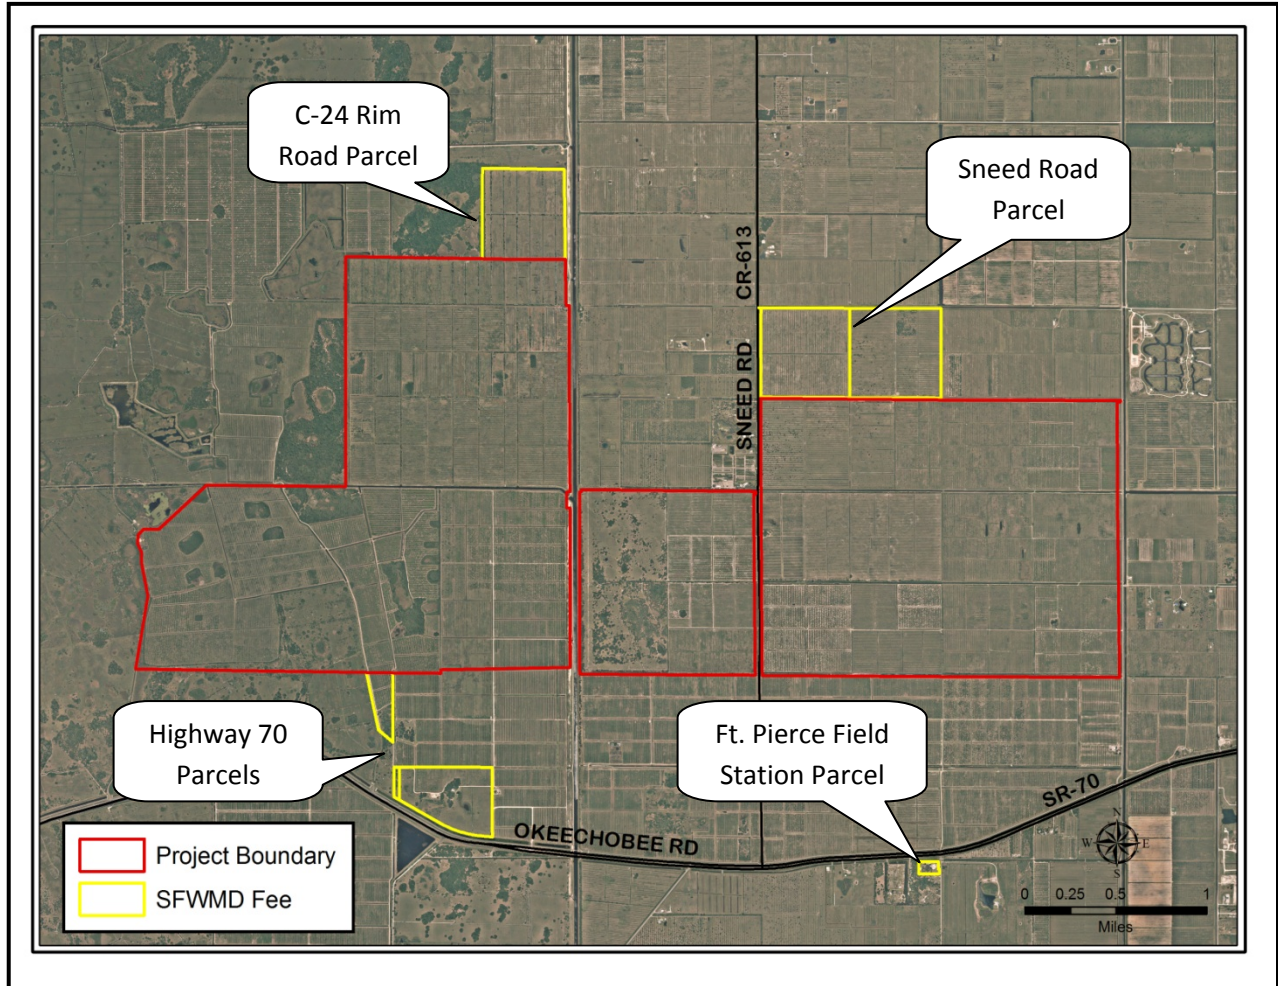 C-24 Rim
Road Parcel
Sneed Road
Parcel
SNEED RD CR-613
Highway 70
Parcels
Ft. Pierce Field
Station Parcel
SR-70
OKEECHOBEE RD
Project Boundary
SFWMD Fee
N
W E
S
0 0.25 0.5 1
Miles